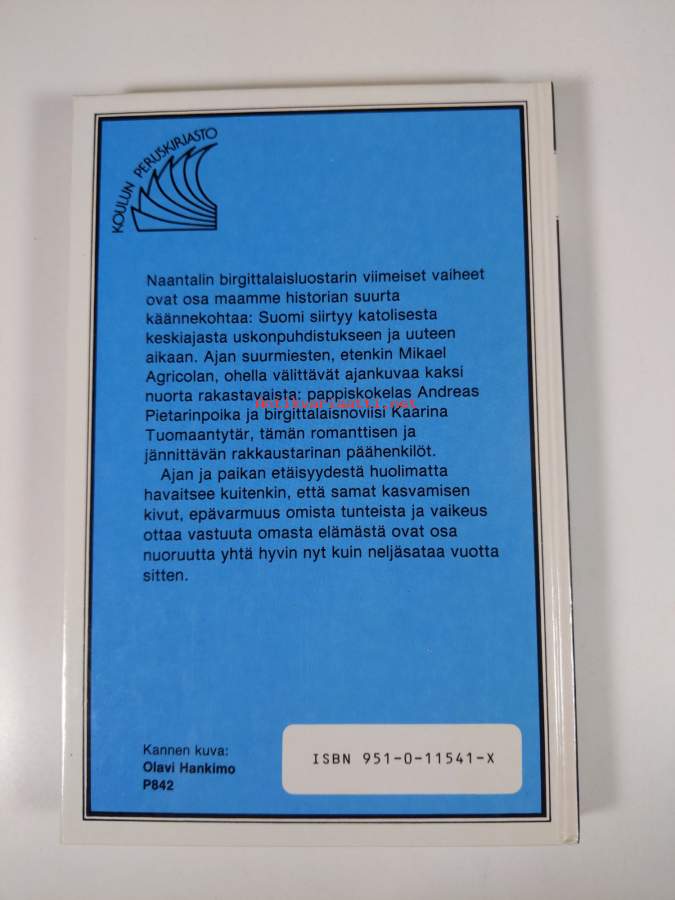 KOULUN PERUSKIRJASTO
Naantalin birgittalaisluostarin viimeiset vaiheet
ovat osa maamme historian suurta
käännekohtaa: Suomi siirtyy katolisesta
keskiajasta uskonpuhdistukseen ja uuteen
aikaan. Ajan suurmiesten, etenkin Mikael
Agricolan, ohella välittävät ajankuvaa kaksi
nuorta rakastavaista: pappiskokelas Andreas
antikvariaatti.net
Pietarinpoika ja birgittalaisnoviisi Kaarina
Tuomaantytär, tämän romanttisen ja
jännittävän rakkaustarinan päähenkilöt.
Ajan ja paikan etäisyydestä huolimatta
havaitsee kuitenkin, että samat kasvamisen
kivut, epävarmuus omista tunteista ja vaikeus
ottaa vastuuta omasta elämästä ovat osa
nuoruutta yhtä hyvin nyt kuin neljäsataa vuotta
sitten.
Kannen kuva:
Olavi Hankimo
P842
ISBN 951-0-11541-X